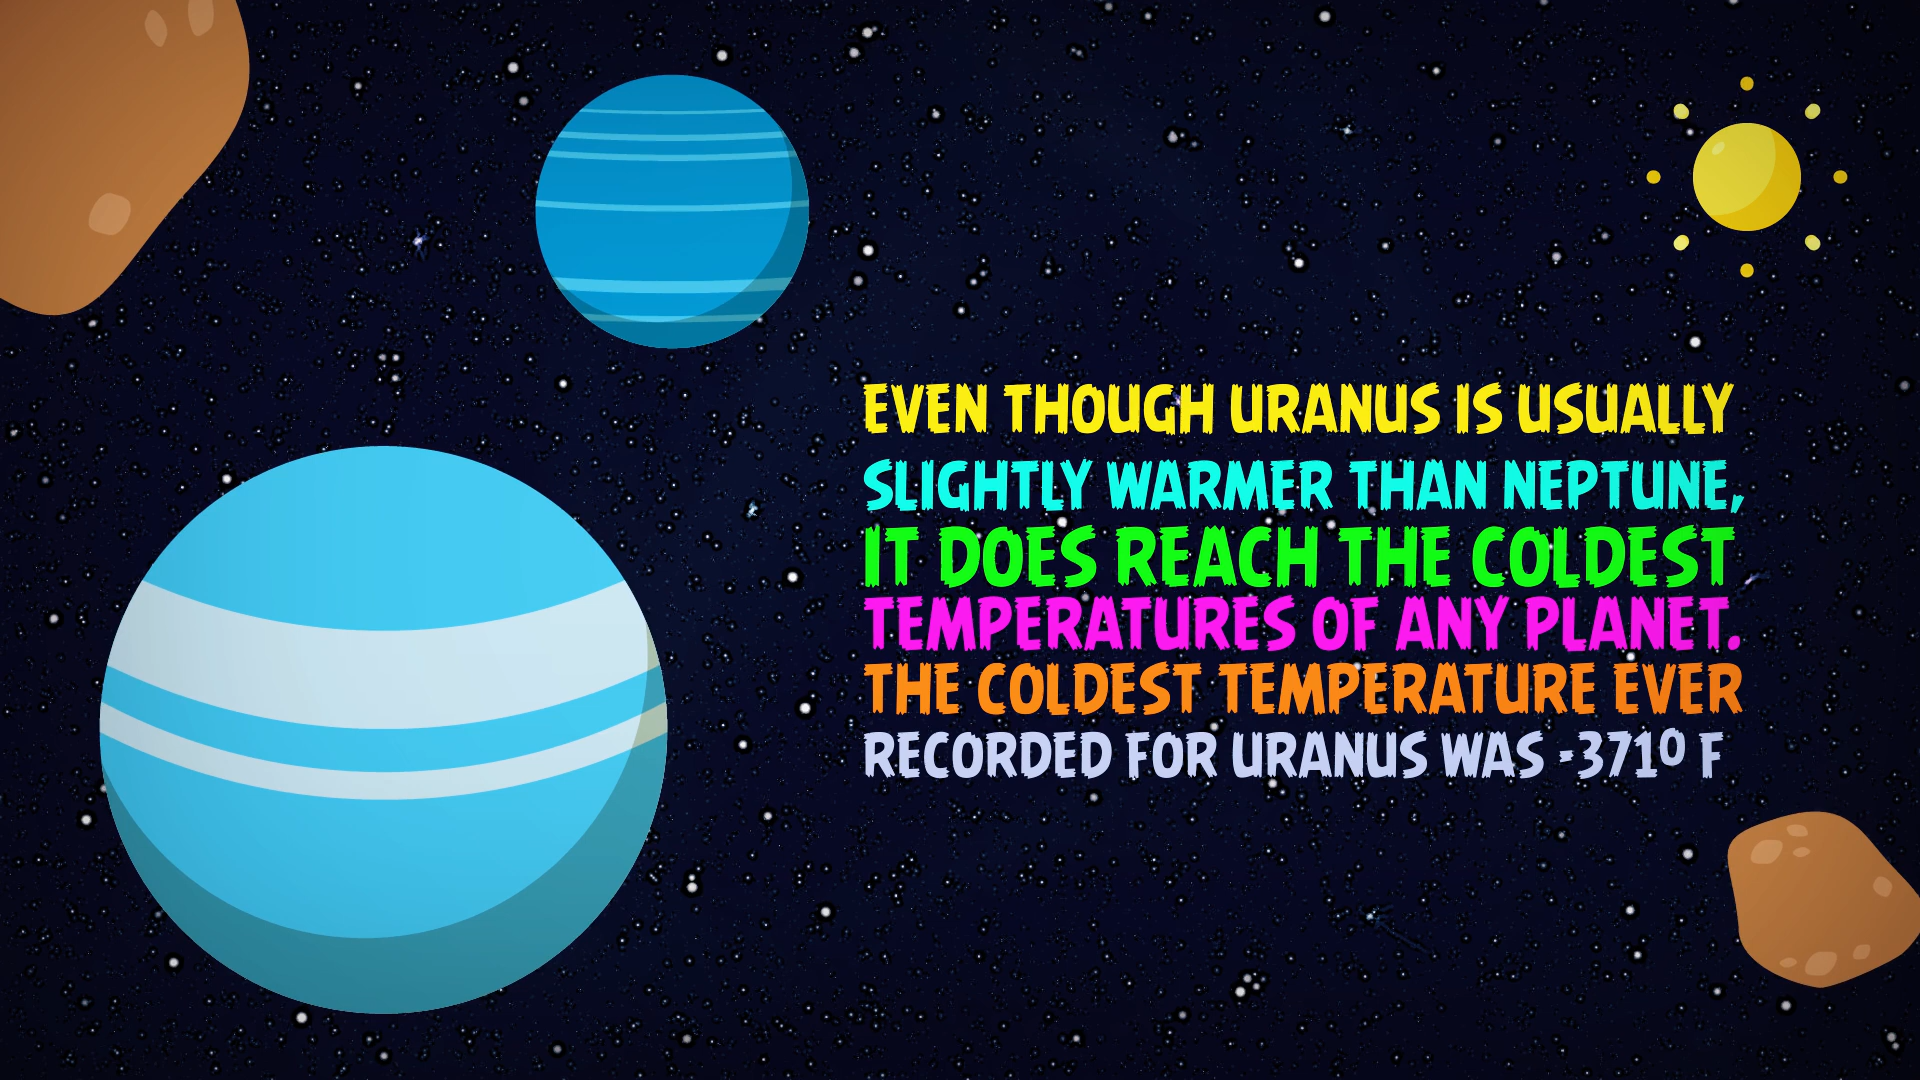 EVEN THOUGH URANUS IS USUALLY
SLIGHTLY WARMER THAN NEPTUNE,
IT DOES REACH THE COLDEST
TEMPERATURES OF ANY PLANET.
THE COLDEST TEMPERATURE EVER
RECORDED FOR URANUS WAS -371º F